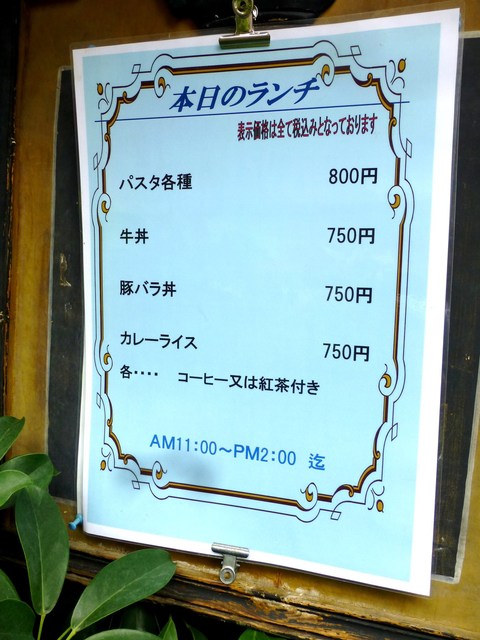 本日のランチ
表示価格は全て税込みとなっております
パスタ各種 800円
牛丼 750円
豚バラ丼 750円
カレーライス 750円
各‥‥ コーヒー又は紅茶付き
AM11:00～PM2:00 迄